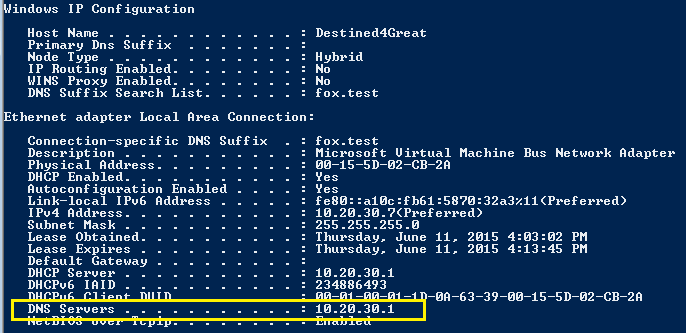 Windows IP Configuration
Host Name . . . . . . . . . . . . : Destined4Great
Primary Dns Suffix . . . . . . . :
Node Type . . . . . . . . . . . . : Hybrid
IP Routing Enabled. . . . . . . . : No
WINS Proxy Enabled. . . . . . . . : No
DNS Suffix Search List. . . . . . : fox.test
Ethernet adapter Local Area Connection:
Connection-specific DNS Suffix . : fox.test
Description . . . . . . . . . . . : Microsoft Virtual Machine Bus Network Adapter
Physical Address. . . . . . . . . : 00-15-5D-02-CB-2A
DHCP Enabled. . . . . . . . . . . : Yes
Autoconfiguration Enabled . . . . : Yes
Link-local IPv6 Address . . . . . : fe80::a10c:fb61:5870:32a3%11(Preferred)
IPv4 Address. . . . . . . . . . . : 10.20.30.7(Preferred)
Subnet Mask . . . . . . . . . . . : 255.255.255.0
Lease Obtained. . . . . . . . . . : Thursday, June 11, 2015 4:03:02 PM
Lease Expires . . . . . . . . . . : Thursday, June 11, 2015 4:13:45 PM
Default Gateway . . . . . . . . . :
DHCP Server . . . . . . . . . . . : 10.20.30.1
DHCPv6 IAID . . . . . . . . . . . : 234886493
DHCPv6 Client DUID. . . . . . . . : 00-01-00-01-1D-0A-63-39-00-15-5D-02-CB-2A
DNS Servers . . . . . . . . . . . : 10.20.30.1
NetBIOS over Tcpip. . . . . . . . : Enabled